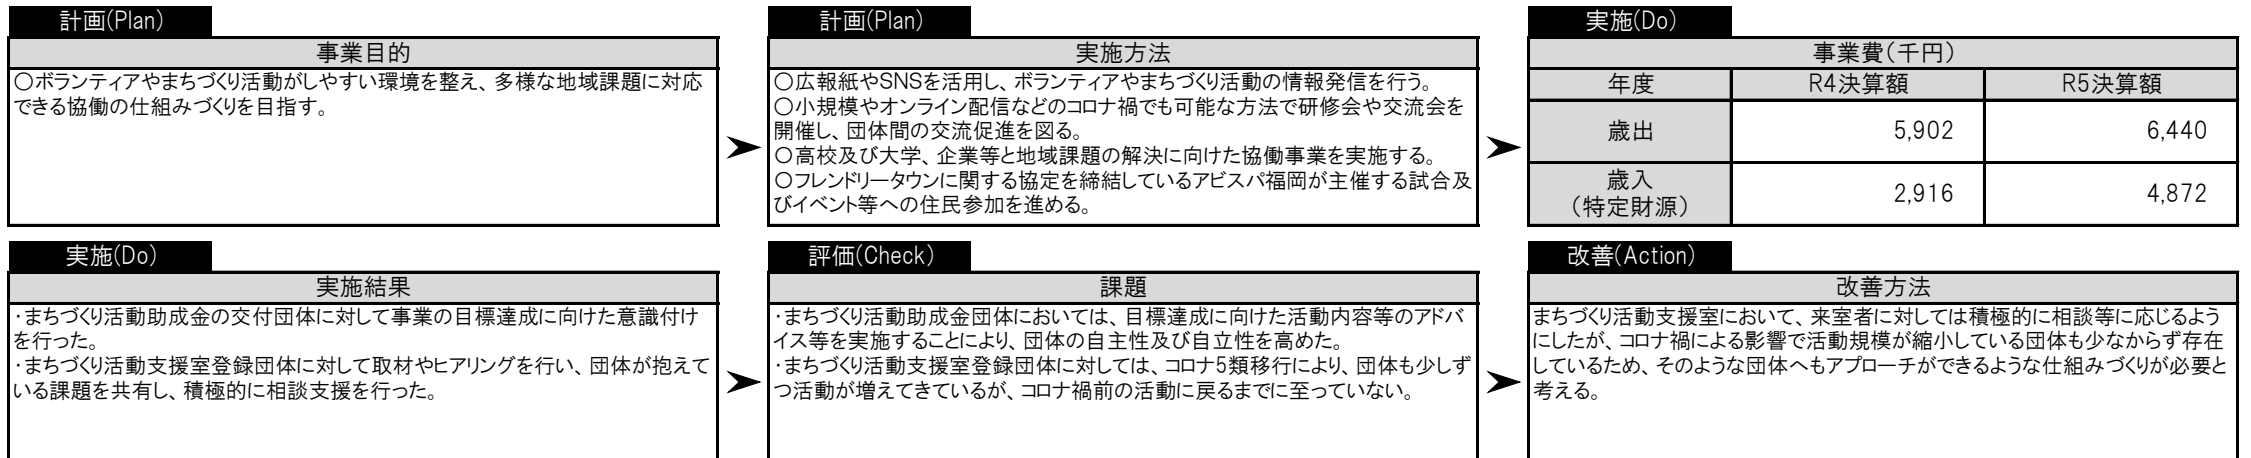 計画(Plan)
事業目的
○ボランティアやまちづくり活動がしやすい環境を整え、多様な地域課題に対応
できる協働の仕組みづくりを目指す。
計画(Plan)
実施方法
○広報紙やSNSを活用し、ボランティアやまちづくり活動の情報発信を行う。
○小規模やオンライン配信などのコロナ禍でも可能な方法で研修会や交流会を
開催し、団体間の交流促進を図る。
○高校及び大学、企業等と地域課題の解決に向けた協働事業を実施する。
○フレンドリータウンに関する協定を締結しているアビスパ福岡が主催する試合及
びイベント等への住民参加を進める。
実施(Do)
事業費(千円)
年度 R4決算額 R5決算額
歳出 5,902 6,440
歳入
(特定財源) 2,916 4,872
実施(Do)
実施結果
・まちづくり活動助成金の交付団体に対して事業の目標達成に向けた意識付け
を行った。
・まちづくり活動支援室登録団体に対して取材やヒアリングを行い、団体が抱えて
いる課題を共有し、積極的に相談支援を行った。
評価(Check)
課題
・まちづくり活動助成金団体においては、目標達成に向けた活動内容等のアドバ
イス等を実施することにより、団体の自主性及び自立性を高めた。
・まちづくり活動支援室登録団体に対しては、コロナ5類移行により、団体も少しず
つ活動が増えてきているが、コロナ禍前の活動に戻るまでに至っていない。
改善(Action)
改善方法
まちづくり活動支援室において、来室者に対しては積極的に相談等に応じるよう
にしたが、コロナ禍による影響で活動規模が縮小している団体も少なからず存在
しているため、そのような団体へもアプローチができるような仕組みづくりが必要と
考える。